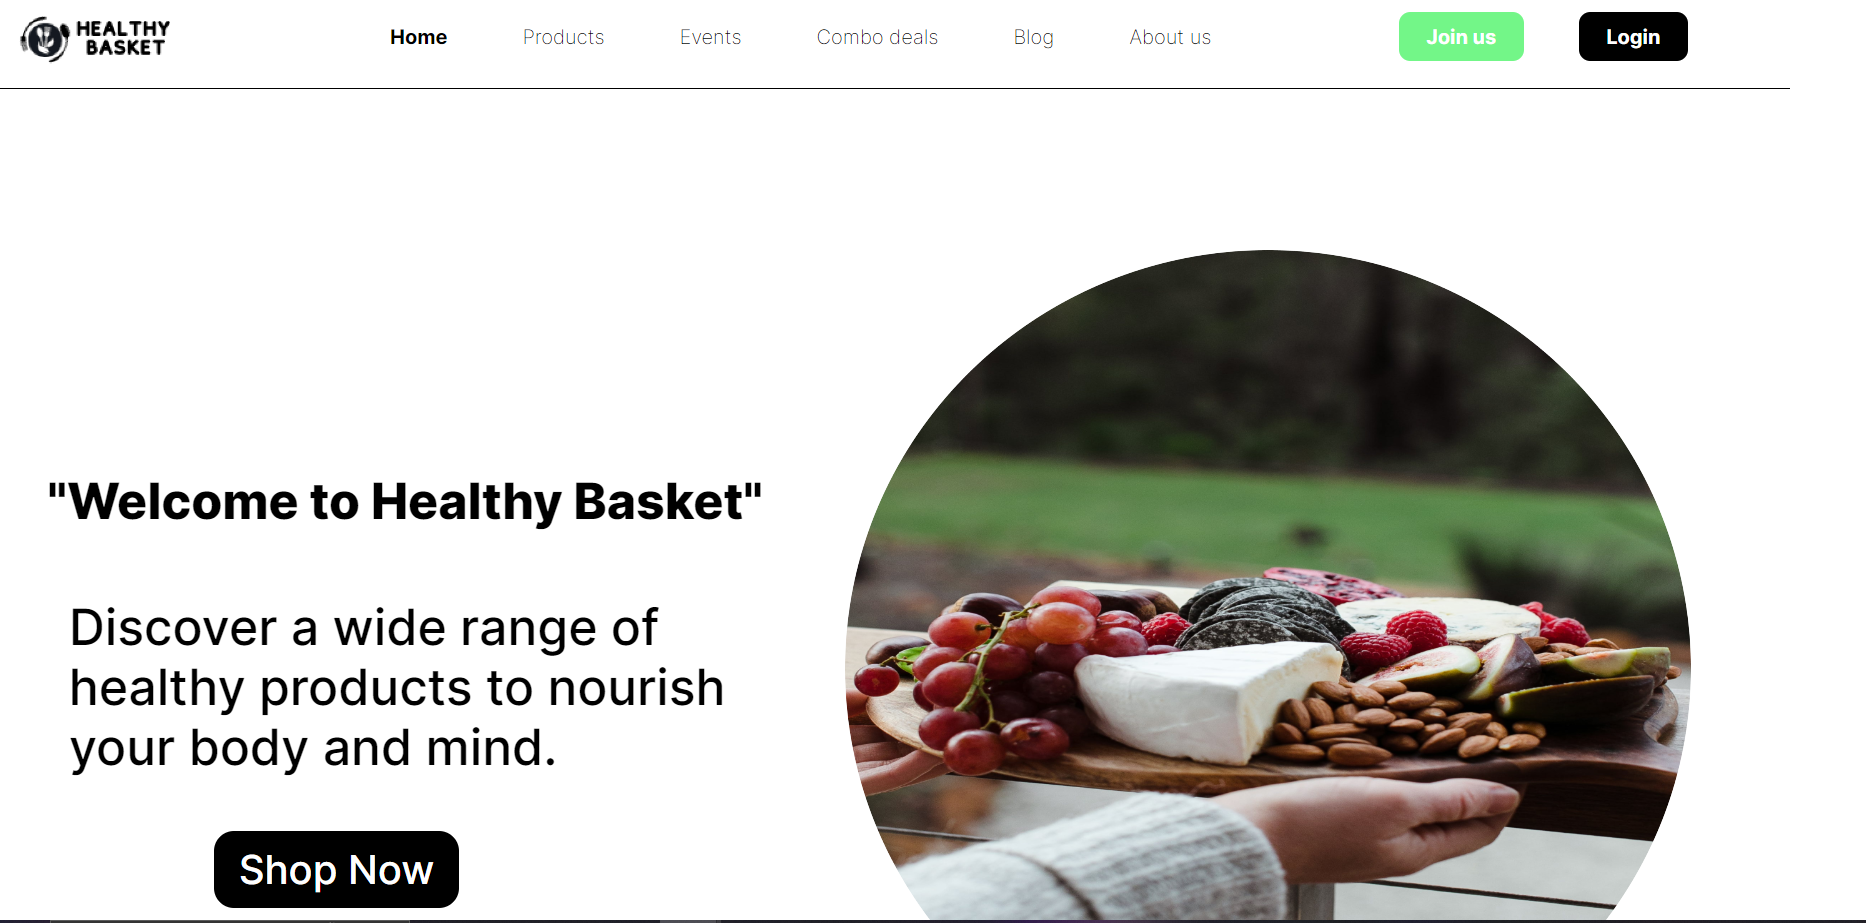 HEALTHY
BASKET
Home Products Events Combo deals Blog About us Join us Login
"Welcome to Healthy Basket"
Discover a wide range of
healthy products to nourish
your body and mind.
Shop Now